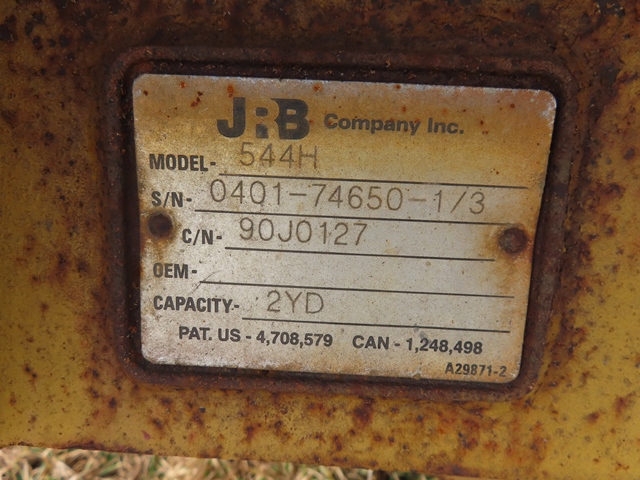 JRB Company Inc.
MODEL- 544H
S/N- 0401-74650-1/3
C/N- 90J0127
OEM-
CAPACITY- 2YD
PAT. US - 4,708,579 CAN - 1,248,498
A29871-2